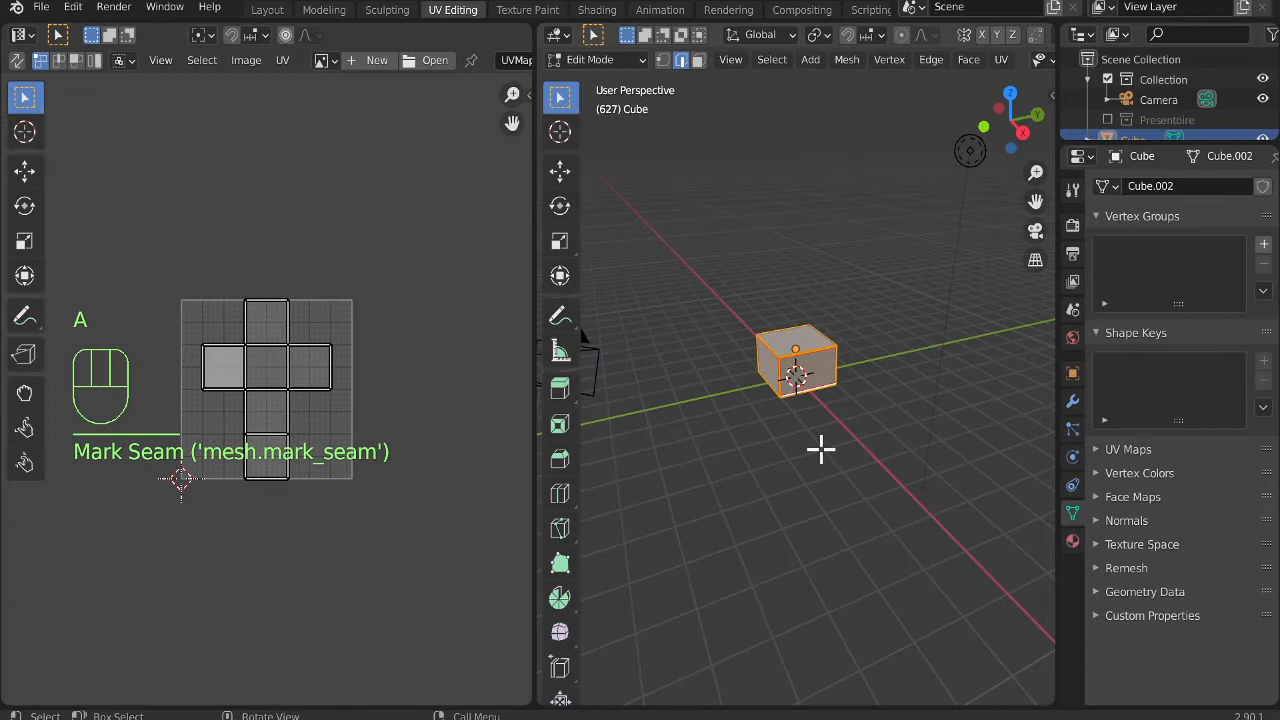 File Edit Render Window Help Layout Modeling Sculpting UV Editing Texture Paint Shading Animation Rendering Compositing Scripting Scene View Layer
Global X Y Z
View Select Image UV New Open UVMap Edit Mode View Select Add Mesh Vertex Edge Face UV
Scene Collection
Collection
Camera
Presentoire
Cube
User Perspective
(627) Cube
Z
Y
X
Cube Cube.002
Cube.002
Vertex Groups
Shape Keys
A
Mark Seam ('mesh.mark_seam')
UV Maps
Vertex Colors
Face Maps
Normals
Texture Space
Remesh
Geometry Data
Custom Properties
Select Box Select Rotate View Call Menu 2.90.1